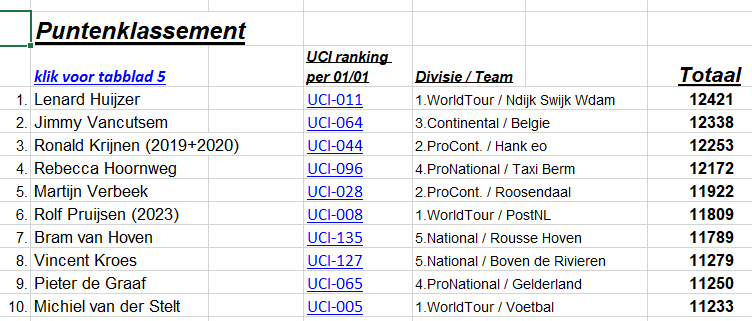 Puntenklassement
UCI ranking
klik voor tabblad 5 per 01/01 Divisie / Team Totaal
1. Lenard Huijzer UCI-011 1.WorldTour / Ndijk Swijk Wdam 12421
2. Jimmy Vancutsem UCI-064 3.Continental / Belgie 12338
3. Ronald Krijnen (2019+2020) UCI-044 2.ProCont. / Hank eo 12253
4. Rebecca Hoornweg UCI-096 4.ProNational / Taxi Berm 12172
5. Martijn Verbeek UCI-028 2.ProCont. / Roosendaal 11922
6. Rolf Pruijsen (2023) UCI-008 1.WorldTour / PostNL 11809
7. Bram van Hoven UCI-135 5.National / Rousse Hoven 11789
8. Vincent Kroes UCI-127 5.National / Boven de Rivieren 11279
9. Pieter de Graaf UCI-065 4.ProNational / Gelderland 11250
10. Michiel van der Stelt UCI-005 1.WorldTour / Voetbal 11233